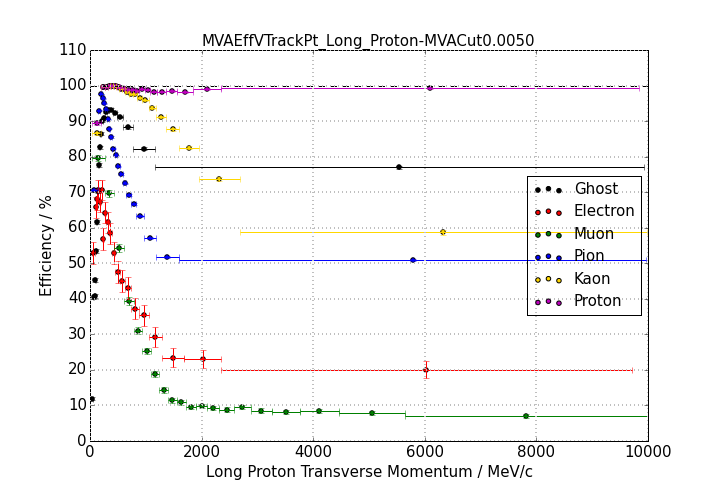 MVAEffVTrackPt_Long_Proton-MVACut0.0050
110
100
90
80
70
60
50
40
30
20
10
0
Efficiency / %
Ghost
Electron
Muon
Pion
Kaon
Proton
0 2000 4000 6000 8000 10000
Long Proton Transverse Momentum / MeV/c